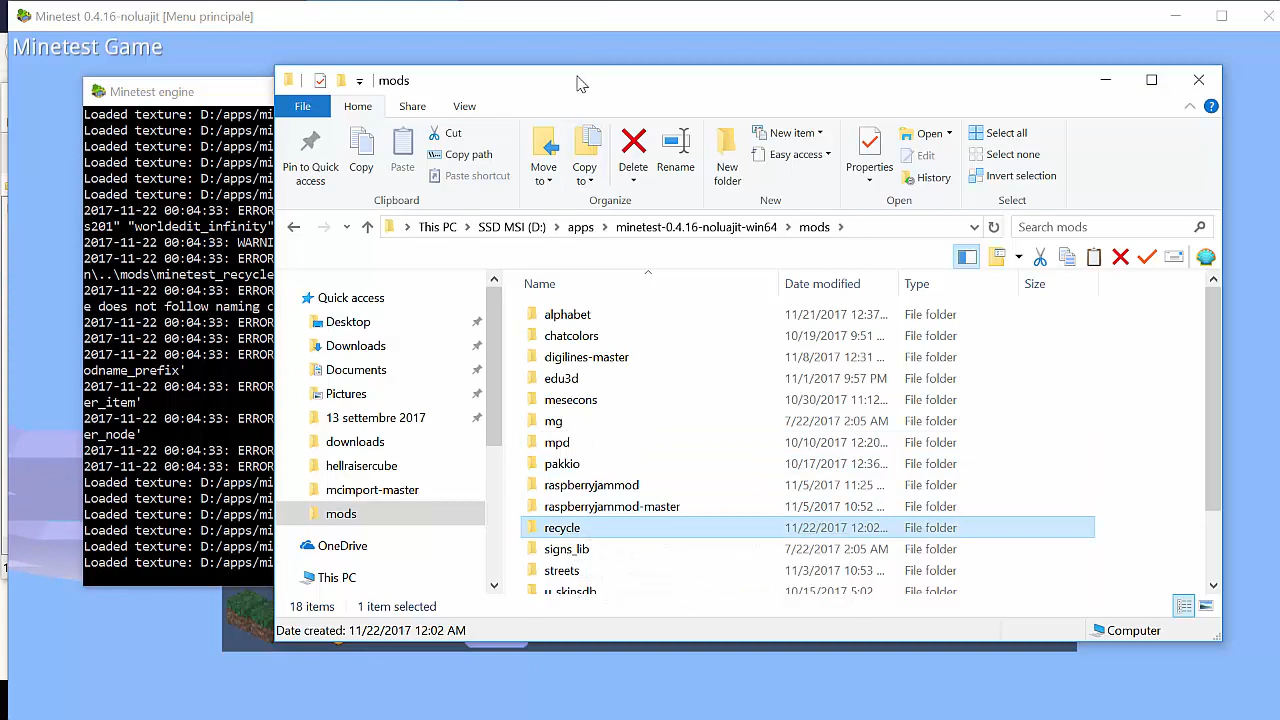 Minetest 0.4.16-noluajit [Menu principale]
Minetest Game
Minetest engine
Loaded texture: D:/apps/mi
Loaded texture: D:/apps/mi
Loaded texture: D:/apps/mi
Loaded texture: D:/apps/mi
Loaded texture: D:/apps/mi
Loaded texture: D:/apps/mi
2017-11-22 00:04:33: ERROR
s201" "worldedit_infinity"
2017-11-22 00:04:33: WARNI
2017-11-22 00:04:33: ERROR
n\..\mods\minetest_recycle
2017-11-22 00:04:33: ERROR
e does not follow naming c
2017-11-22 00:04:33: ERROR
2017-11-22 00:04:33: ERROR
2017-11-22 00:04:33: ERROR
odname_prefix'
2017-11-22 00:04:33: ERROR
er_item'
2017-11-22 00:04:33: ERROR
er_node'
2017-11-22 00:04:33: ERROR
2017-11-22 00:04:33: ERROR
Loaded texture: D:/apps/mi
Loaded texture: D:/apps/mi
Loaded texture: D:/apps/mi
Loaded texture: D:/apps/mi
Loaded texture: D:/apps/mi
Loaded texture: D:/apps/mi
mods
File Home Share View
Pin to Quick access
Copy
Paste
Cut
Copy path
Paste shortcut
Clipboard
Move to
Copy to
Delete
Rename
Organize
New folder
New item
Easy access
New
Properties
Open
Edit
History
Open
Select all
Select none
Invert selection
Select
This PC SSD MSI (D:) apps minetest-0.4.16-noluajit-win64 mods
Search mods
Quick access
Desktop
Downloads
Documents
Pictures
13 settembre 2017
downloads
hellraisercube
mcimport-master
mods
OneDrive
This PC
Name Date modified Type Size
alphabet 11/21/2017 12:37... File folder
chatcolors 10/19/2017 9:51 ... File folder
digilines-master 11/8/2017 12:31 ... File folder
edu3d 11/1/2017 9:57 PM File folder
mesecons 10/30/2017 11:12... File folder
mg 7/22/2017 2:05 AM File folder
mpd 10/10/2017 12:20... File folder
pakkio 10/17/2017 12:36... File folder
raspberryjammod 11/5/2017 11:25 ... File folder
raspberryjammod-master 11/5/2017 10:52 ... File folder
recycle 11/22/2017 12:02... File folder
signs_lib 7/22/2017 2:05 AM File folder
streets 11/3/2017 10:53 ... File folder
u_skinsdb 10/15/2017 5:02 File folder
18 items 1 item selected
Date created: 11/22/2017 12:02 AM
Computer